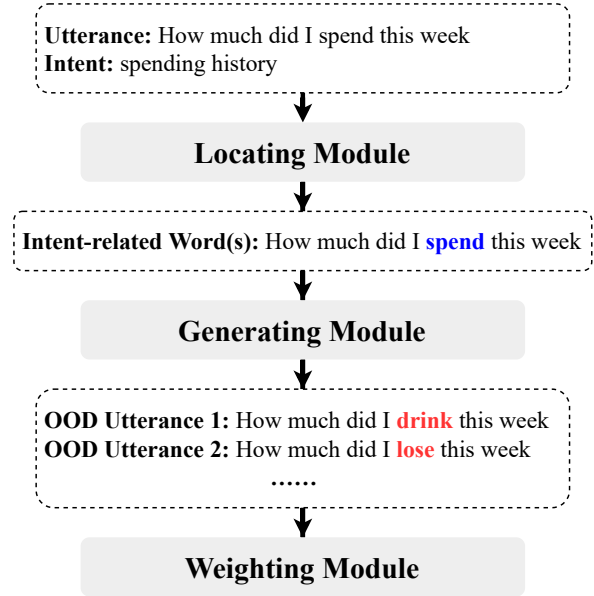 Utterance: How much did I spend this week
Intent: spending history
Locating Module
Intent-related Word(s): How much did I spend this week
Generating Module
OOD Utterance 1: How much did I drink this week
OOD Utterance 2: How much did I lose this week
......
Weighting Module